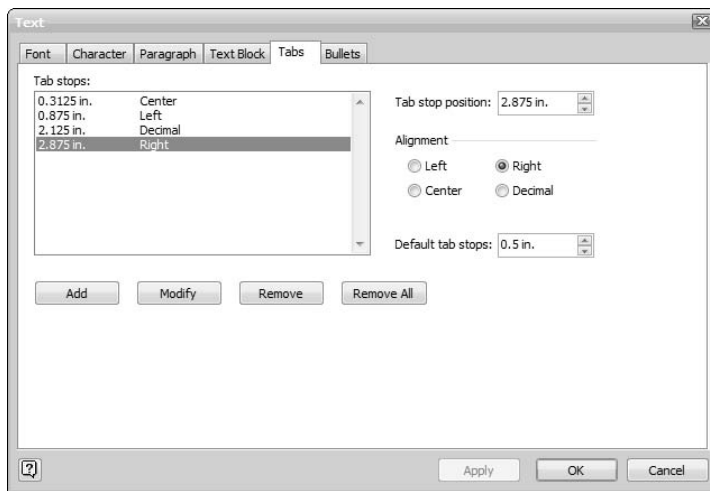 Text
Font Character Paragraph Text Block Tabs Bullets
Tab stops:
0.3125 in. Center
0.875 in. Left
2.125 in. Decimal
2.875 in. Right
Tab stop position: 2.875 in.
Alignment
Left Right
Center Decimal
Default tab stops: 0.5 in.
Add Modify Remove Remove All
? Apply OK Cancel